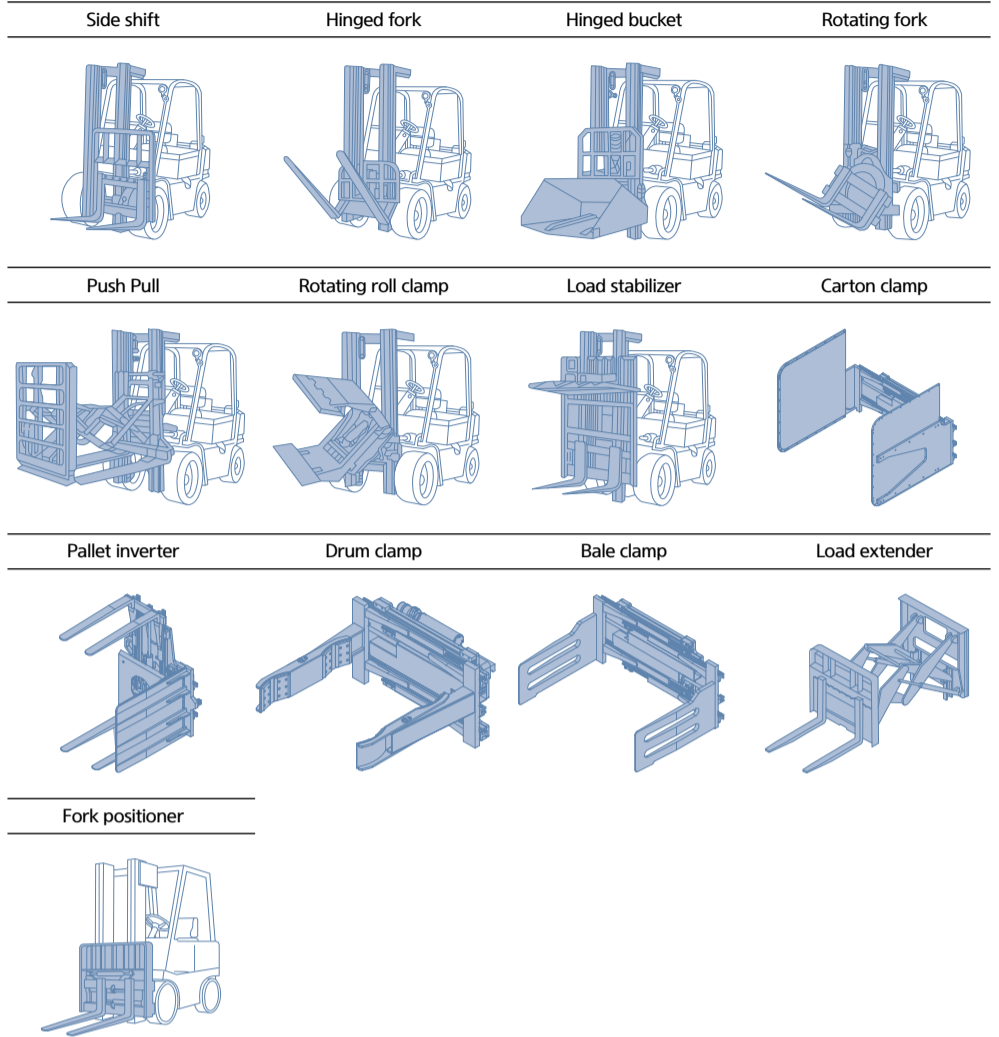 Side shift
Hinged fork
Hinged bucket
Rotating fork
Push Pull
Rotating roll clamp
Load stabilizer
Carton clamp
Pallet inverter
Drum clamp
Bale clamp
Load extender
Fork positioner